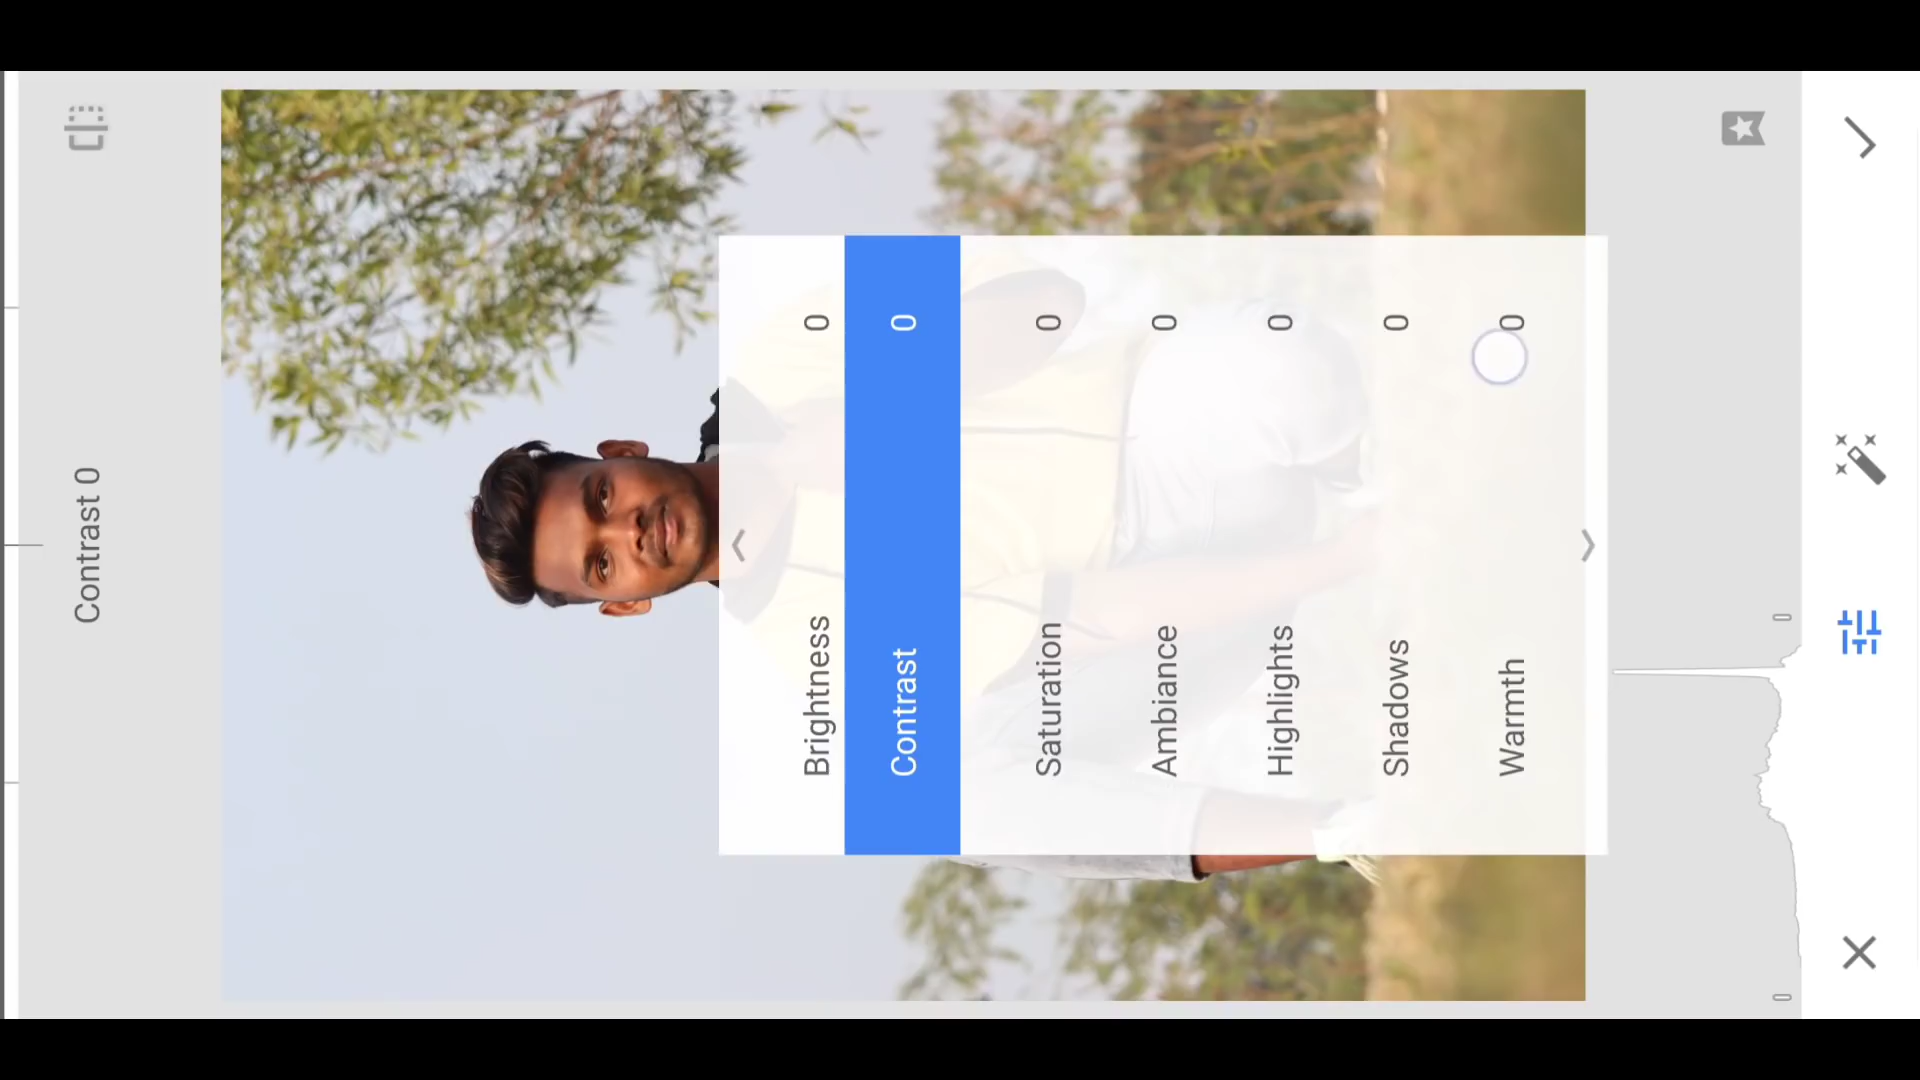 Contrast 0
Brightness 0
Contrast 0
Saturation 0
Ambiance 0
Highlights 0
Shadows 0
Warmth 0